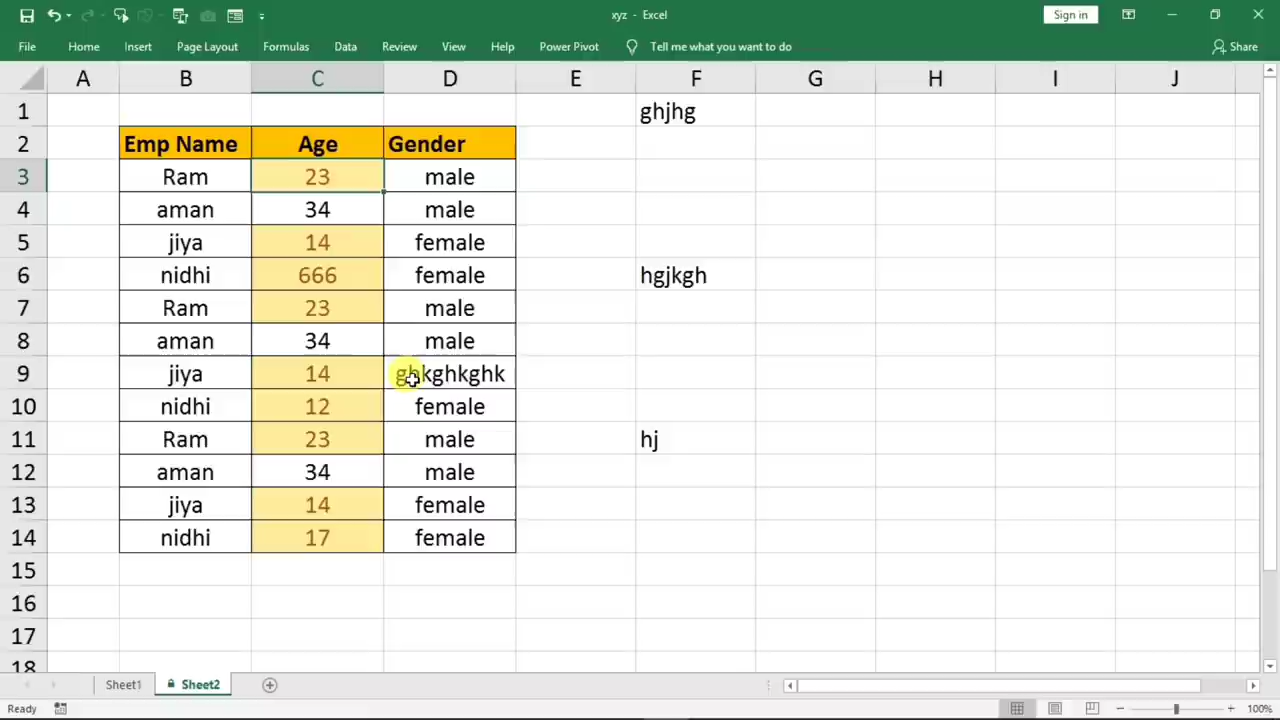 xyz - Excel
Sign in
File Home Insert Page Layout Formulas Data Review View Help Power Pivot Tell me what you want to do Share
A B C D E F G H I J
1 ghjhg
2 Emp Name Age Gender
3 Ram 23 male
4 aman 34 male
5 jiya 14 female
6 nidhi 666 female hgjkgh
7 Ram 23 male
8 aman 34 male
9 jiya 14 ghkghkghk
10 nidhi 12 female
11 Ram 23 male hj
12 aman 34 male
13 jiya 14 female
14 nidhi 17 female
15
16
17
18
Sheet1 Sheet2
Ready 100%